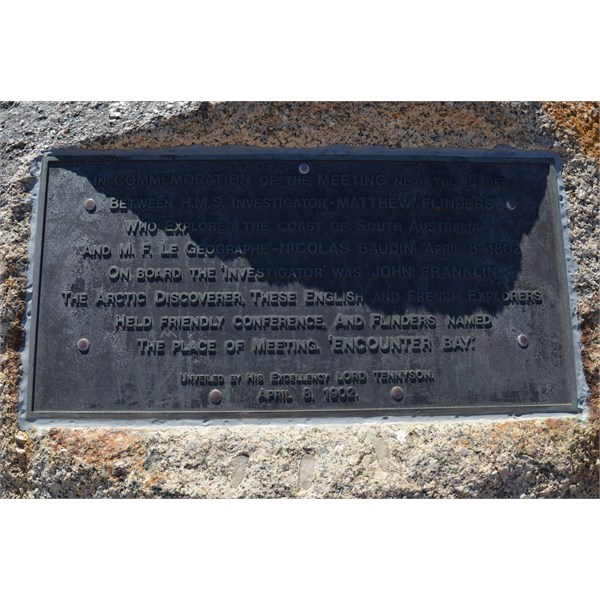 IN COMMEMORATION OF THE MEETING NEAR THIS BLUFF
BETWEEN H.M.S. INVESTIGATOR - MATTHEW FLINDERS
WHO EXPLORED THE COAST OF SOUTH AUSTRALIA
AND M. F. LE GEOGRAPHE - NICOLAS BAUDIN, APRIL 8. 1802.
ON BOARD THE 'INVESTIGATOR' WAS JOHN FRANKLIN
THE ARCTIC DISCOVERER. THESE ENGLISH AND FRENCH EXPLORERS
HELD FRIENDLY CONFERENCE, AND FLINDERS NAMED
THE PLACE OF MEETING, 'ENCOUNTER BAY'.
UNVEILED BY HIS EXCELLENCY LORD TENNYSON.
APRIL 8. 1902.